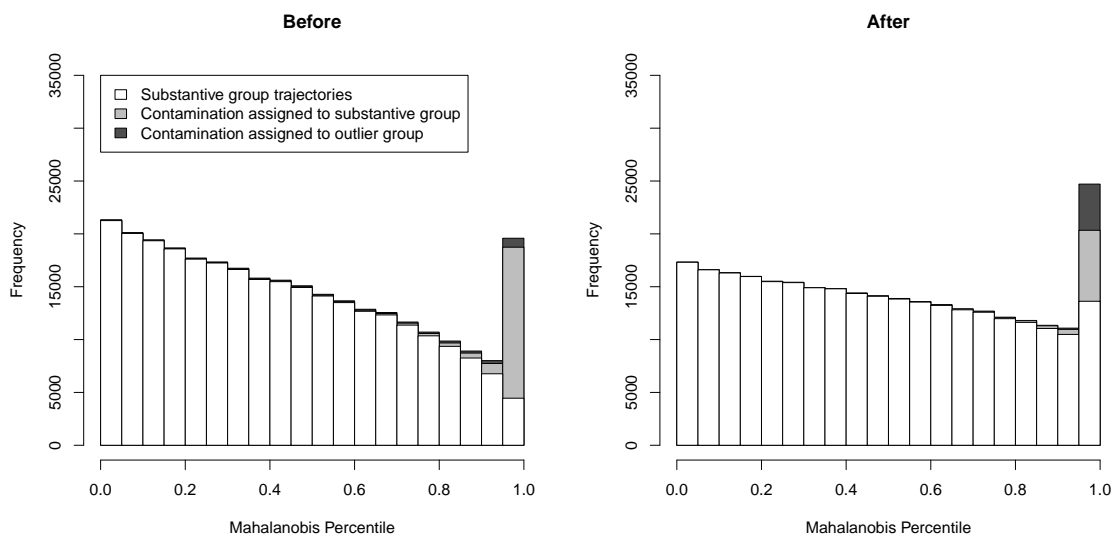 Before
35000
25000
15000
5000
0
Frequency
Substantive group trajectories
Contamination assigned to substantive group
Contamination assigned to outlier group
0.0 0.2 0.4 0.6 0.8 1.0
Mahalanobis Percentile
After
35000
25000
15000
5000
0
Frequency
0.0 0.2 0.4 0.6 0.8 1.0
Mahalanobis Percentile